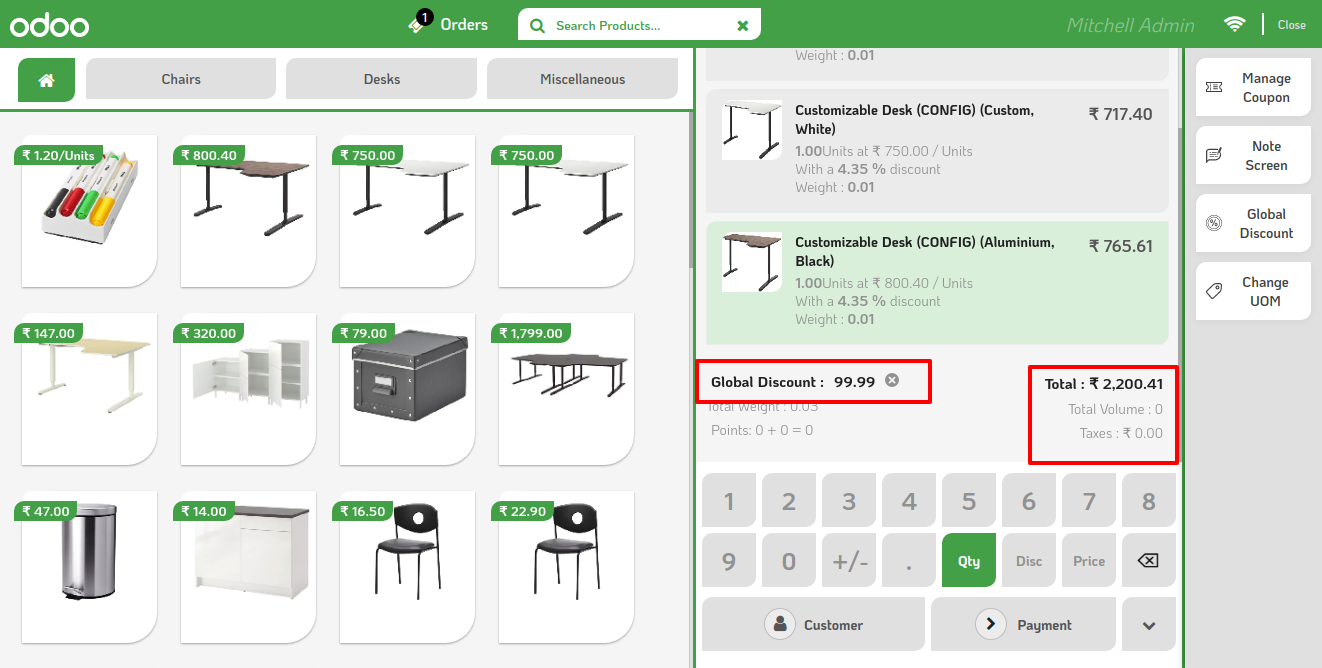 odoo
1
Orders
Search Products...
Mitchell Admin
Close
Chairs
Desks
Miscellaneous
₹ 1.20/Units
₹ 800.40
₹ 750.00
₹ 750.00
₹ 147.00
₹ 320.00
₹ 79.00
₹ 1,799.00
₹ 47.00
₹ 14.00
₹ 16.50
₹ 22.90
Weight : 0.01
Customizable Desk (CONFIG) (Custom,
White)
₹ 717.40
1.00Units at ₹ 750.00 / Units
With a 4.35 % discount
Weight : 0.01
Customizable Desk (CONFIG) (Aluminium,
Black)
₹ 765.61
1.00Units at ₹ 800.40 / Units
With a 4.35 % discount
Weight : 0.01
Global Discount : 99.99
Total Weight : 0.03
Points: 0 + 0 = 0
Total : ₹ 2,200.41
Total Volume : 0
Taxes : ₹ 0.00
1 2 3 4 5 6 7 8
9 0 +/- . Qty Disc Price
Customer
Payment
Manage
Coupon
Note
Screen
Global
Discount
Change
UOM